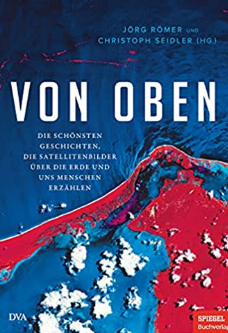 JÖRG RÖMER UND
CHRISTOPH SEIDLER (HG)
VON OBEN
DIE SCHÖNSTEN
GESCHICHTEN,
DIE SATELLITENBILDER
ÜBER DIE ERDE UND
UNS MENSCHEN
ERZÄHLEN
DVA
SPIEGEL
Buchverlag